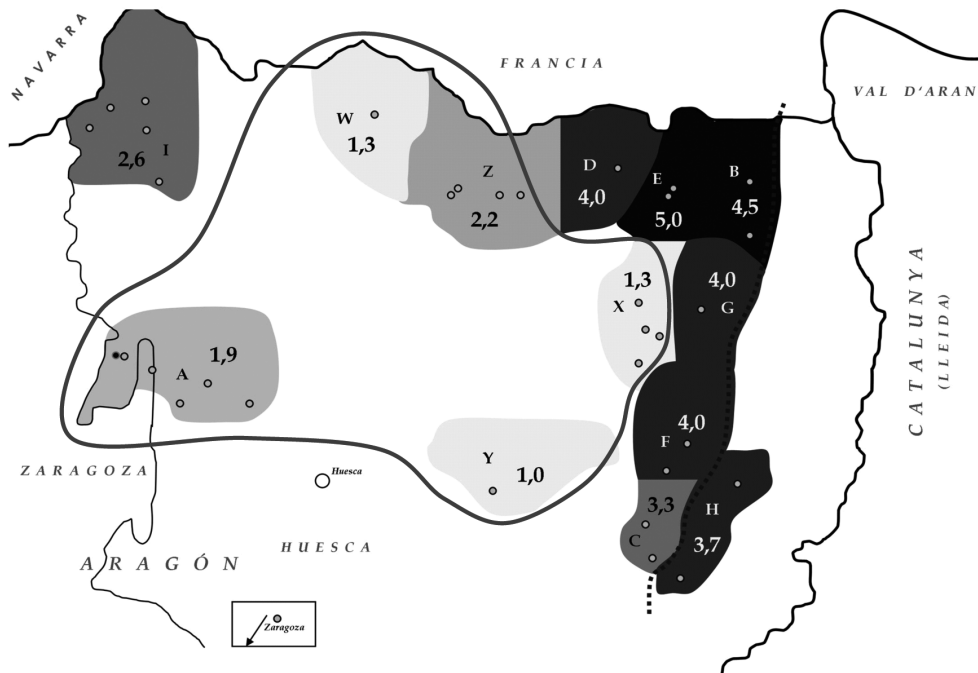 NAVARRA
FRANCIA
VAL D'ARAN
W
1,3
I
2,6
Z
2,2
D
4,0
E
5,0
B
4,5
X
1,3
4,0
G
1,9
A
F
4,0
Y
1,0
C
3,3
H
3,7
ZARAGOZA
Huesca
HUESCA
ARAGÓN
Zaragoza
CATALUNYA
(LLEIDA)